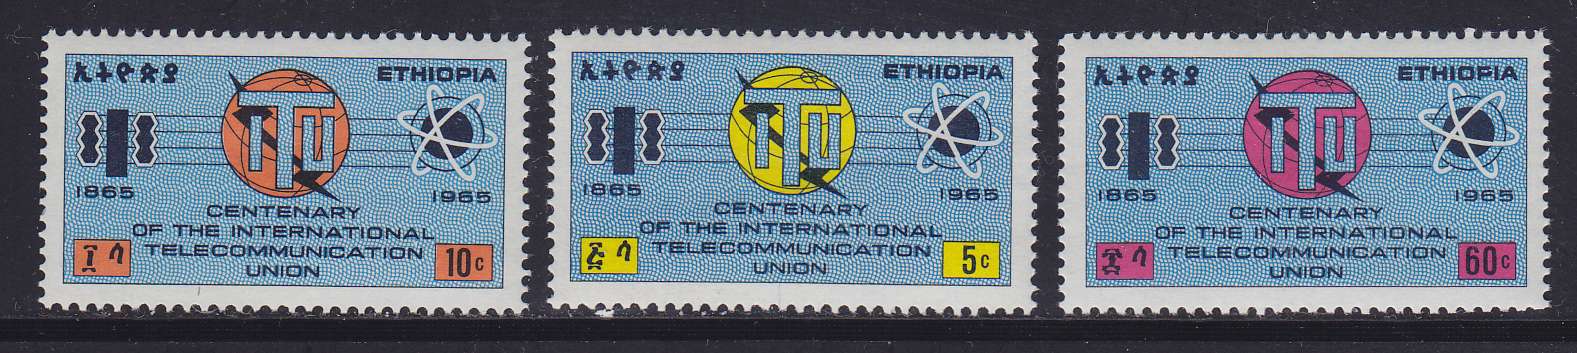 ኢትዮጵያ ETHIOPIA
ITU
1865 1965
CENTENARY
OF THE INTERNATIONAL
TELECOMMUNICATION
UNION
፲ ሳ 10c
ኢትዮጵያ ETHIOPIA
ITU
1865 1965
CENTENARY
OF THE INTERNATIONAL
TELECOMMUNICATION
UNION
፭ ሳ 5c
ኢትዮጵያ ETHIOPIA
ITU
1865 1965
CENTENARY
OF THE INTERNATIONAL
TELECOMMUNICATION
UNION
፷ ሳ 60c